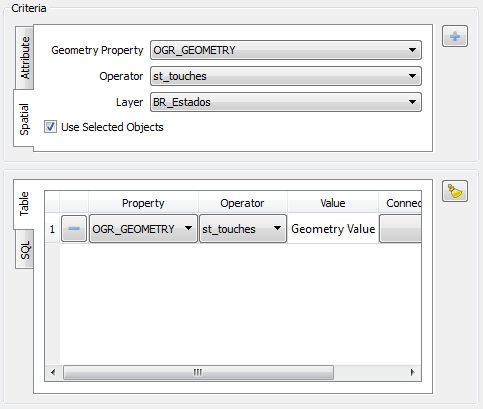 Criteria
Attribute
Spatial
Geometry Property OGR_GEOMETRY
Operator st_touches
Layer BR_Estados
Use Selected Objects
Table
SQL
Property Operator Value Connec
1 OGR_GEOMETRY st_touches Geometry Value